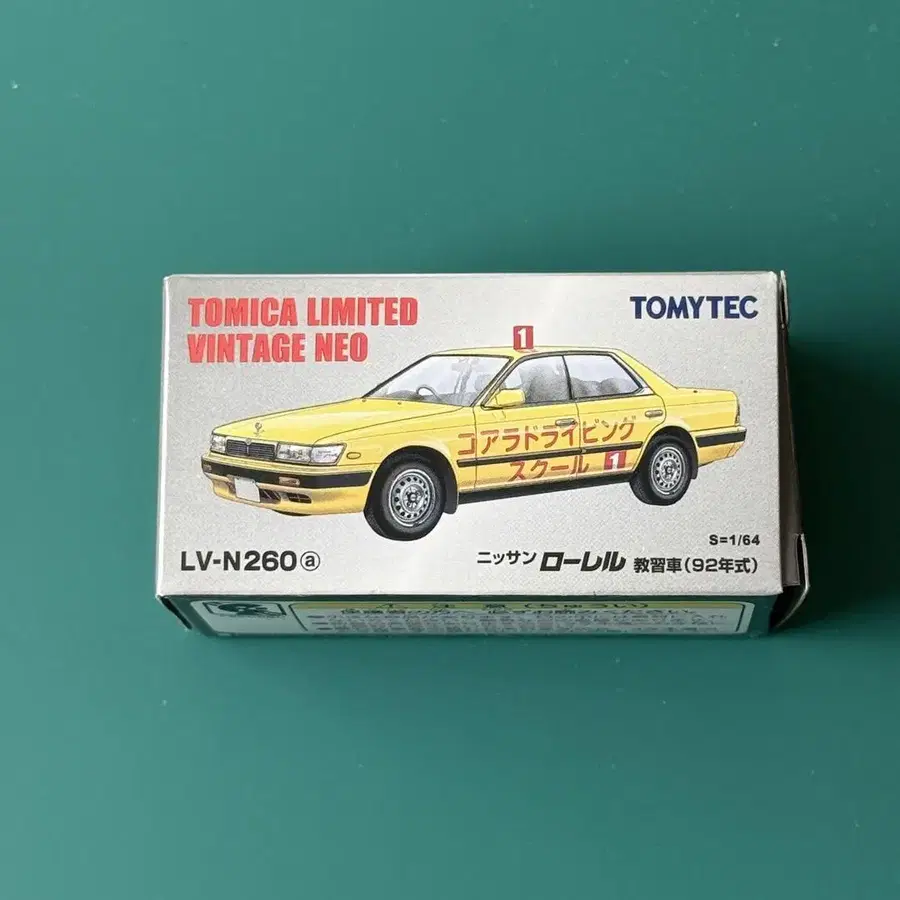 TOMICA LIMITED
VINTAGE NEO
TOMYTEC
1
コアラドライビング
スクール 1
S=1/64
LV-N260ⓐ
ニッサン ローレル 教習車(92年式)